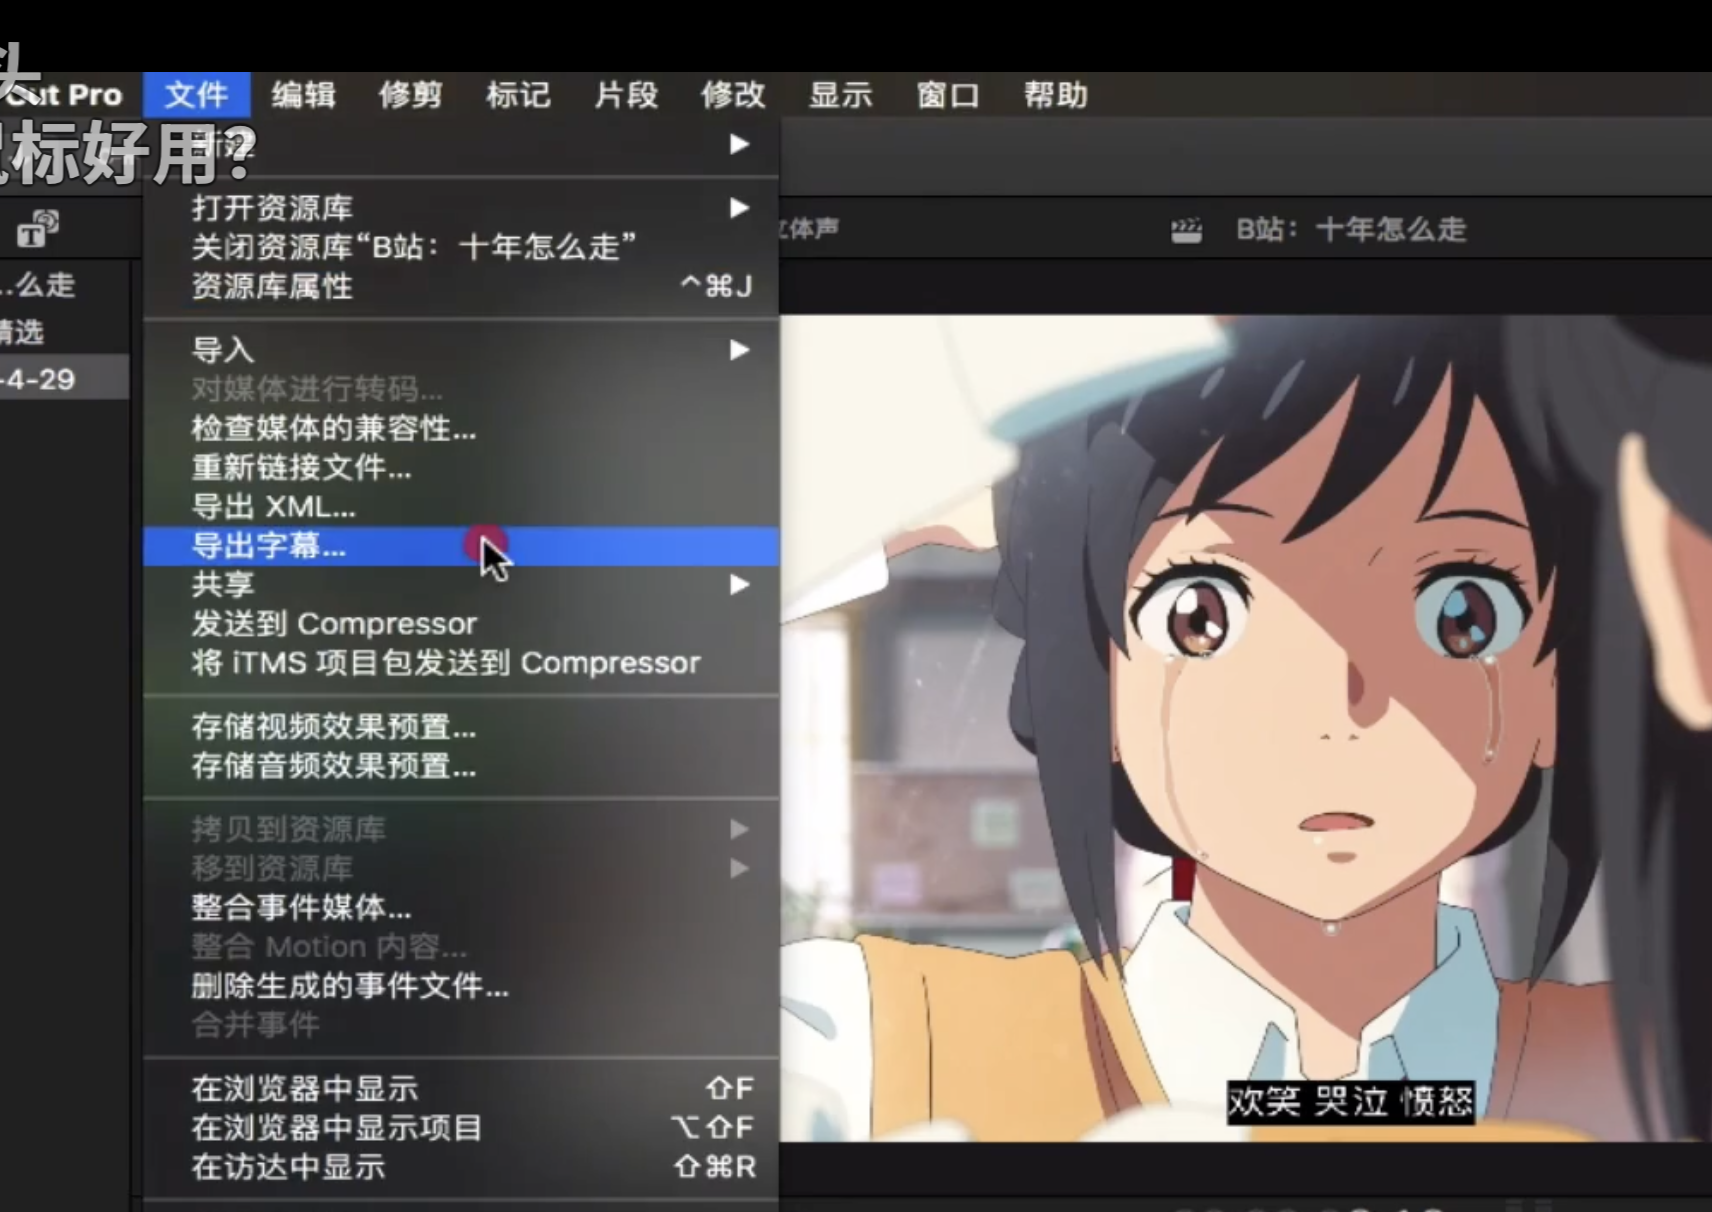 头
Cut Pro 文件 编辑 修剪 标记 片段 修改 显示 窗口 帮助
标好用?
新建
打开资源库
关闭资源库“B站：十年怎么走”
资源库属性 ^⌘J
体声
B站：十年怎么走
...么走
精选
-4-29
导入
对媒体进行转码...
检查媒体的兼容性...
重新链接文件...
导出 XML...
导出字幕...
共享
发送到 Compressor
将 iTMS 项目包发送到 Compressor
存储视频效果预置...
存储音频效果预置...
拷贝到资源库
移到资源库
整合事件媒体...
整合 Motion 内容...
删除生成的事件文件...
合并事件
在浏览器中显示 ⇧F
在浏览器中显示项目 ⌥⇧F
在访达中显示 ⇧⌘R
欢笑 哭泣 愤怒